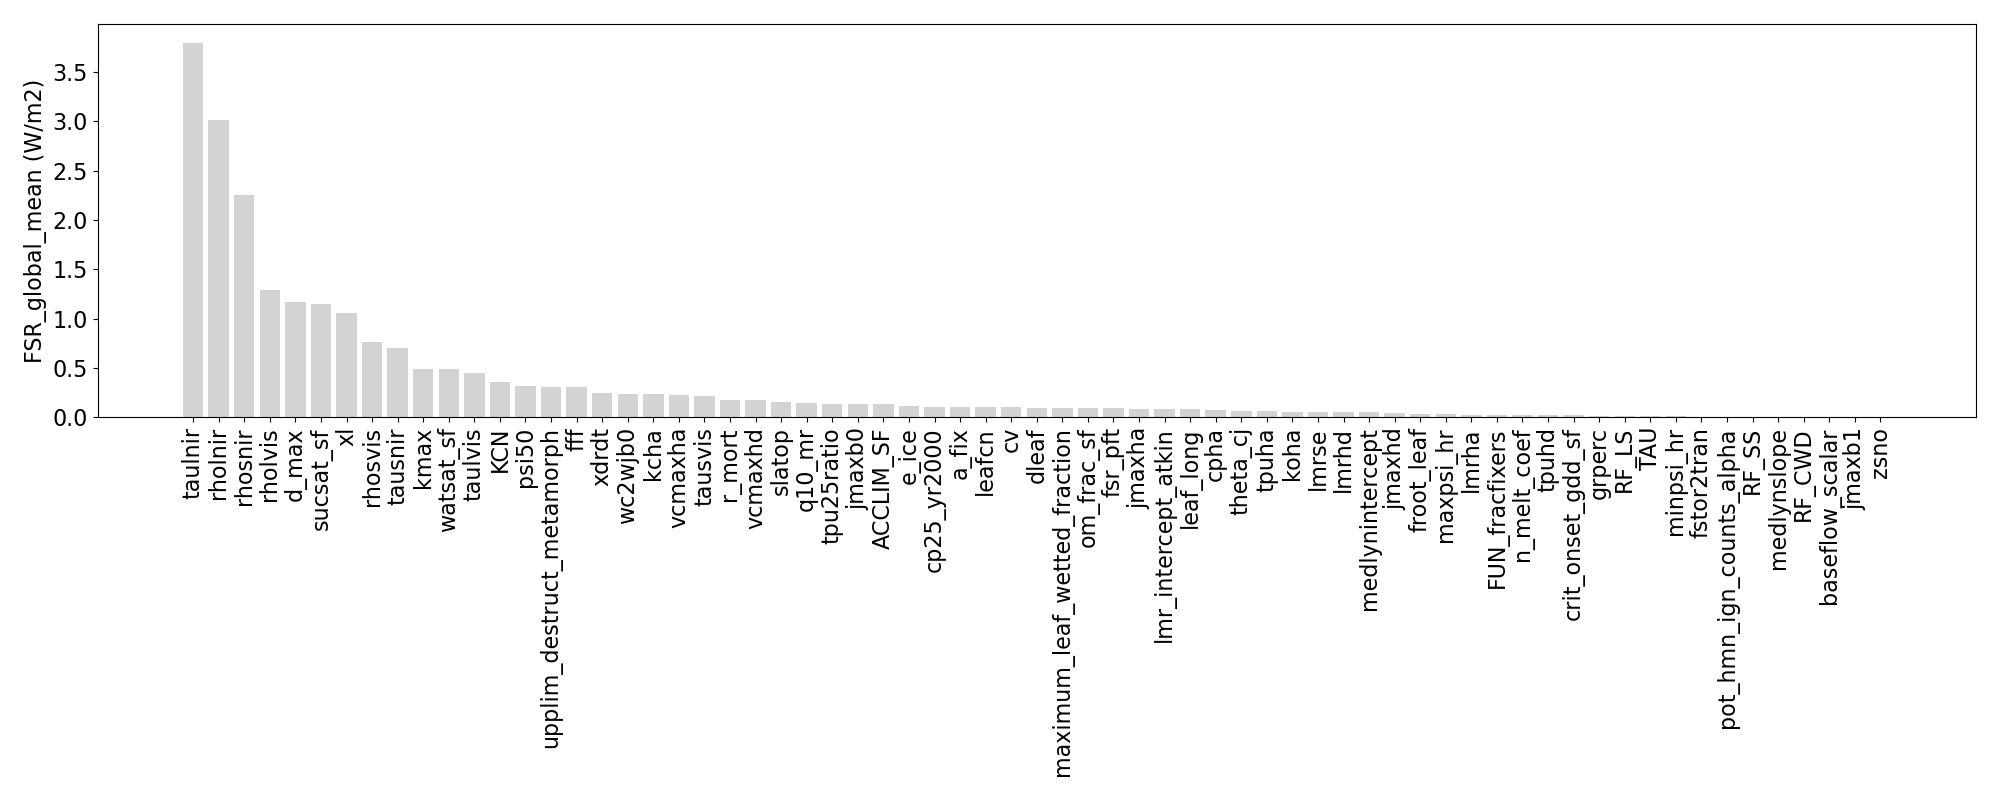 FSR_global_mean (W/m2)
3.5
3.0
2.5
2.0
1.5
1.0
0.5
0.0
taulnir
rholnir
rhosnir
rholvis
d_max
sucsat_sf
xl
rhosvis
tausnir
kmax
watsat_sf
taulvis
KCN
psi50
upplim_destruct_metamorph
fff
xdrdt
wc2wjb0
kcha
vcmaxha
tausvis
r_mort
vcmaxhd
slatop
q10_mr
tpu25ratio
jmaxb0
ACCLIM_SF
e_ice
cp25_yr2000
a_fix
leafcn
cv
dleaf
maximum_leaf_wetted_fraction
om_frac_sf
fsr_pft
jmaxha
lmr_intercept_atkin
leaf_long
cpha
theta_cj
tpuha
koha
lmrse
lmrhd
medlynintercept
jmaxhd
froot_leaf
maxpsi_hr
lmrha
FUN_fracfixers
n_melt_coef
tpuhd
crit_onset_gdd_sf
grperc
RF_LS
TAU
minpsi_hr
fstor2tran
pot_hmn_ign_counts_alpha
RF_SS
medlynslope
RF_CWD
baseflow_scalar
jmaxb1
zsno